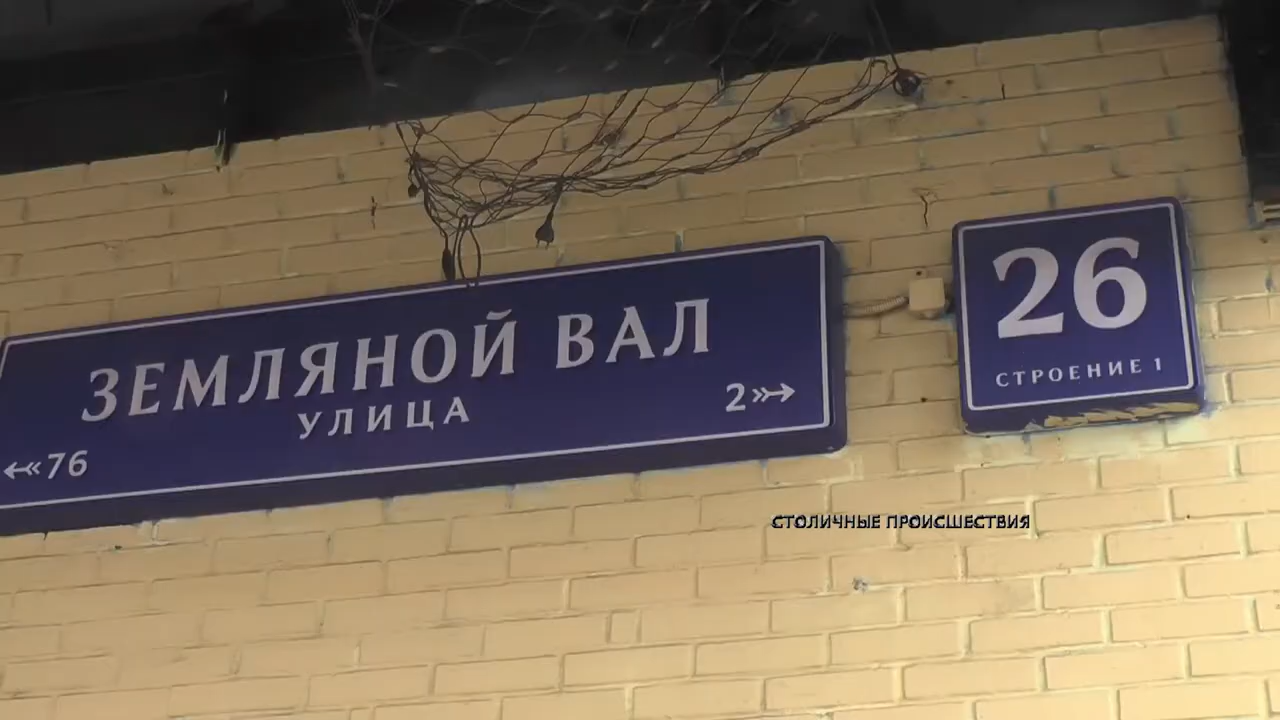 ЗЕМЛЯНОЙ ВАЛ
УЛИЦА
76
2
26
СТРОЕНИЕ 1
СТОЛИЧНЫЕ ПРОИСШЕСТВИЯ